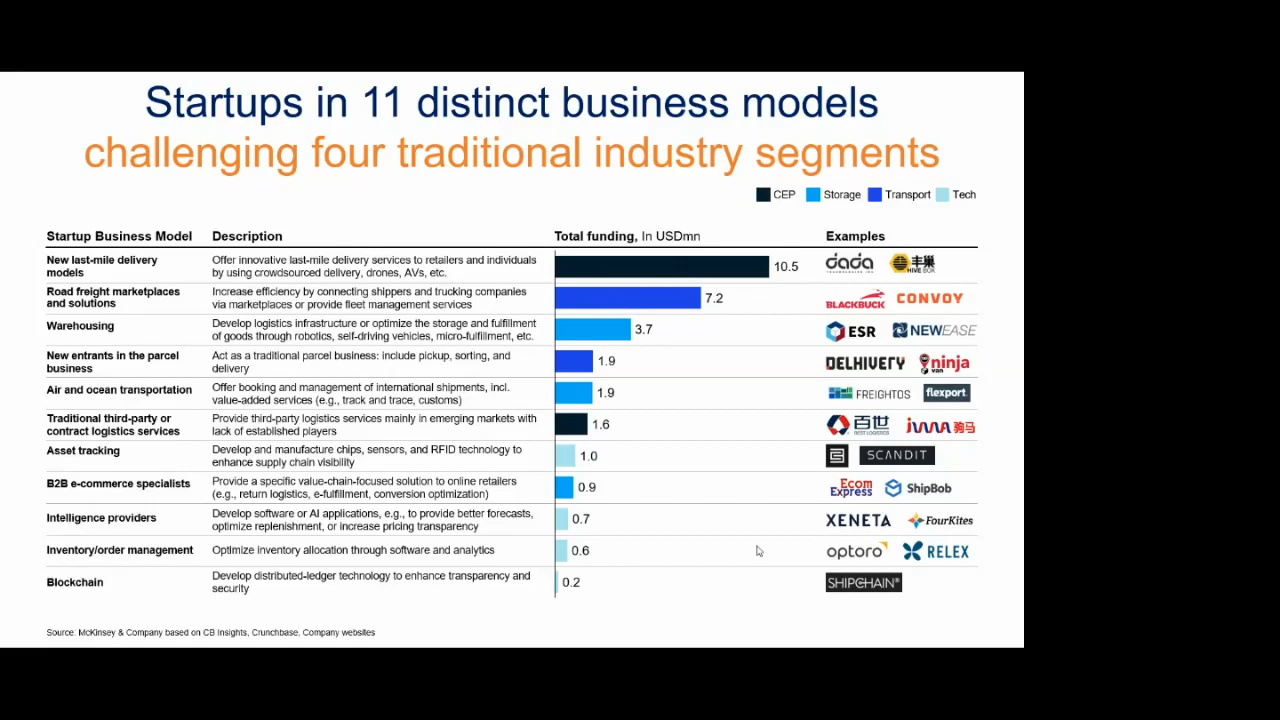 Startups in 11 distinct business models
challenging four traditional industry segments
CEP Storage Transport Tech
Startup Business Model Description Total funding, In USDmn Examples
New last-mile delivery
models
Offer innovative last-mile delivery services to retailers and individuals
by using crowdsourced delivery, drones, AVs, etc.
10.5
dada
丰巢
HIVE BOX
Road freight marketplaces
and solutions
Increase efficiency by connecting shippers and trucking companies
via marketplaces or provide fleet management services
7.2
BLACKBUCK CONVOY
Warehousing
Develop logistics infrastructure or optimize the storage and fulfillment
of goods through robotics, self-driving vehicles, micro-fulfillment, etc.
3.7
ESR NEWEASE
New entrants in the parcel
business
Act as a traditional parcel business: include pickup, sorting, and
delivery
1.9
DELHIVERY ninja
van
Air and ocean transportation
Offer booking and management of international shipments, incl.
value-added services (e.g., track and trace, customs)
1.9
FREIGHTOS flexport.
Traditional third-party or
contract logistics services
Provide third-party logistics services mainly in emerging markets with
lack of established players
1.6
百世
BEST LOGISTICS
Asset tracking
Develop and manufacture chips, sensors, and RFID technology to
enhance supply chain visibility
1.0
SCANDIT
B2B e-commerce specialists
Provide a specific value-chain-focused solution to online retailers
(e.g., return logistics, e-fulfillment, conversion optimization)
0.9
Ecom
Express
ShipBob
Intelligence providers
Develop software or AI applications, e.g., to provide better forecasts,
optimize replenishment, or increase pricing transparency
0.7
XENETA FourKites
Inventory/order management
Optimize inventory allocation through software and analytics
0.6
optoro RELEX
Blockchain
Develop distributed-ledger technology to enhance transparency and
security
0.2
SHIPCHAIN®
Source: McKinsey & Company based on CB Insights, Crunchbase, Company websites